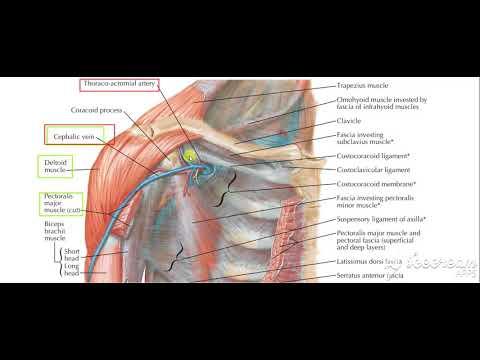 Thoraco-acromial artery
Coracoid process
Cephalic vein
Deltoid
muscle
Pectoralis
major
muscle (cut)
Biceps
brachii
muscle
Short
head
Long
head
Trapezius muscle
Omohyoid muscle invested by
fascia of infrahyoid muscles
Clavicle
Fascia investing
subclavius muscle*
Costocoracoid ligament*
Costoclavicular ligament
Costocoracoid membrane*
Fascia investing pectoralis
minor muscle*
Suspensory ligament of axilla*
Pectoralis major muscle and
pectoral fascia (superficial
and deep layers)
Latissimus dorsi fascia
Serratus anterior fascia
APPS